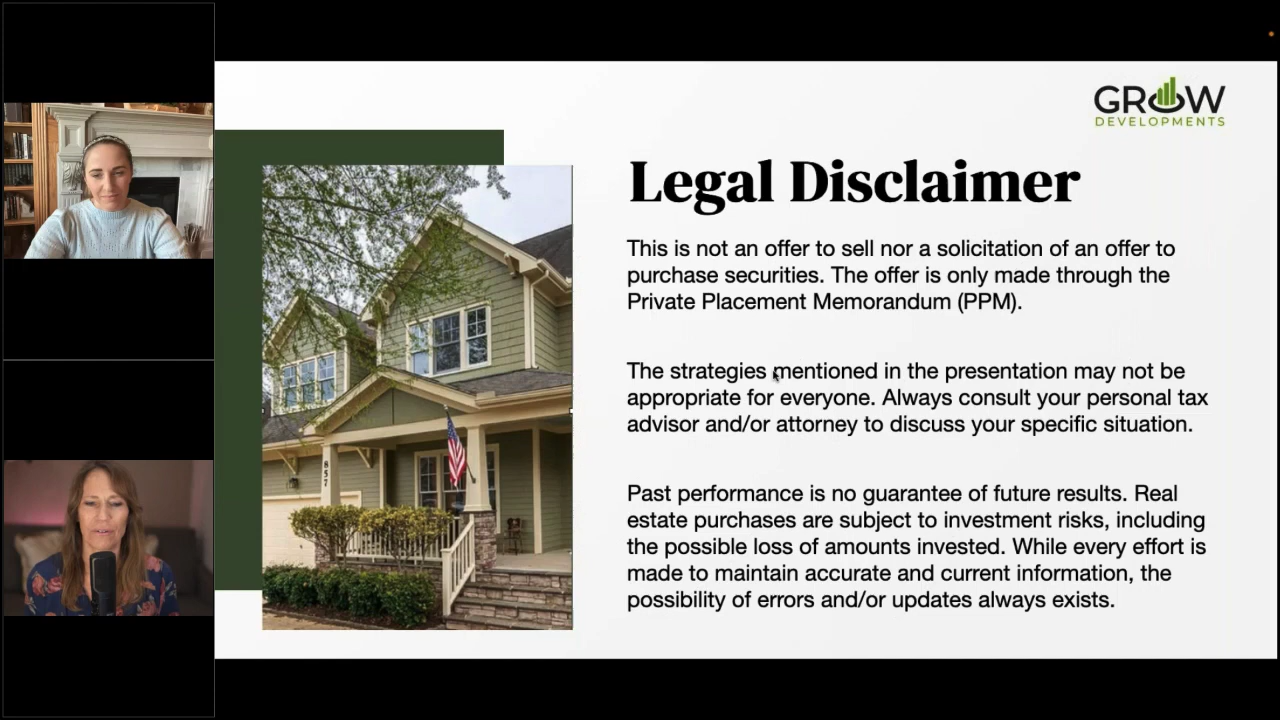 GROW
DEVELOPMENTS
Legal Disclaimer
This is not an offer to sell nor a solicitation of an offer to
purchase securities. The offer is only made through the
Private Placement Memorandum (PPM).
The strategies mentioned in the presentation may not be
appropriate for everyone. Always consult your personal tax
advisor and/or attorney to discuss your specific situation.
Past performance is no guarantee of future results. Real
estate purchases are subject to investment risks, including
the possible loss of amounts invested. While every effort is
made to maintain accurate and current information, the
possibility of errors and/or updates always exists.
857